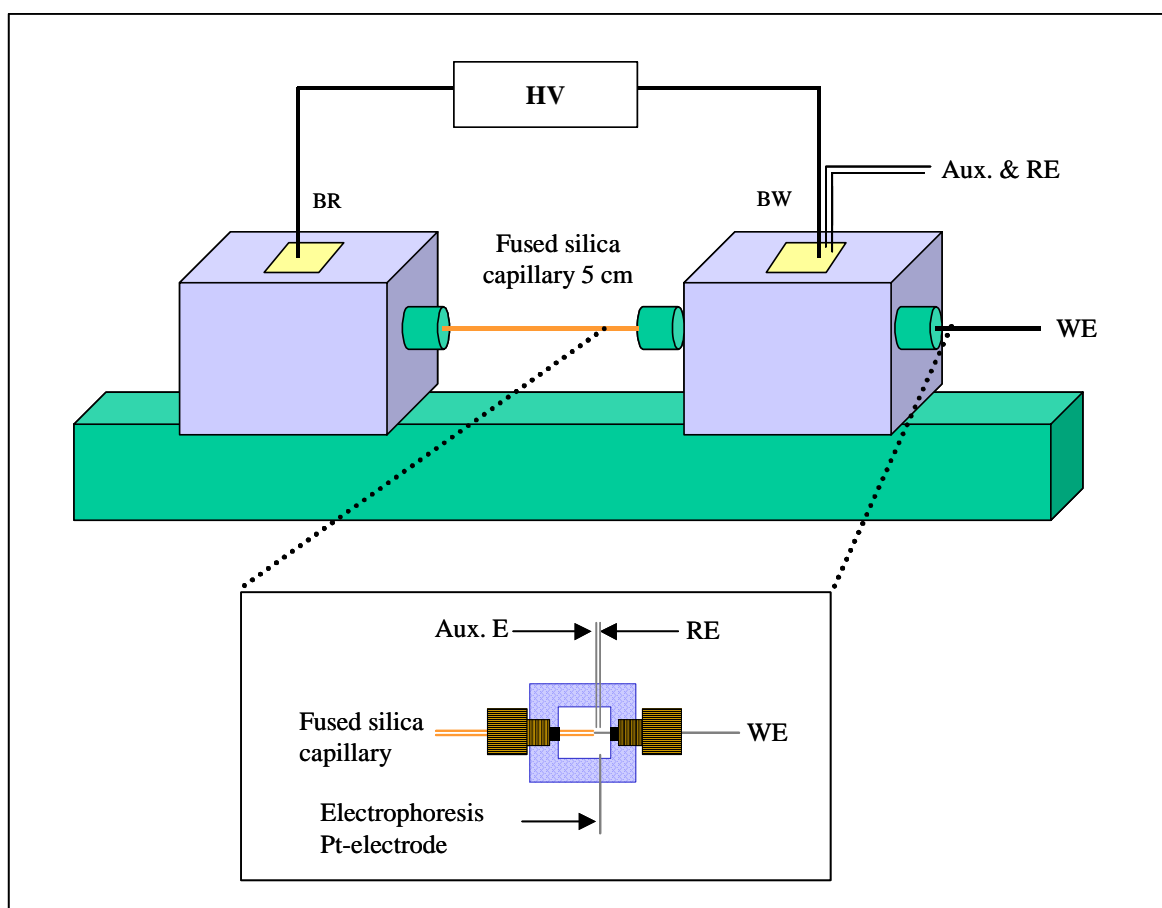 HV
Aux. & RE
BR
BW
Fused silica
capillary 5 cm
WE
Aux. E
RE
Fused silica
capillary
WE
Electrophoresis
Pt-electrode